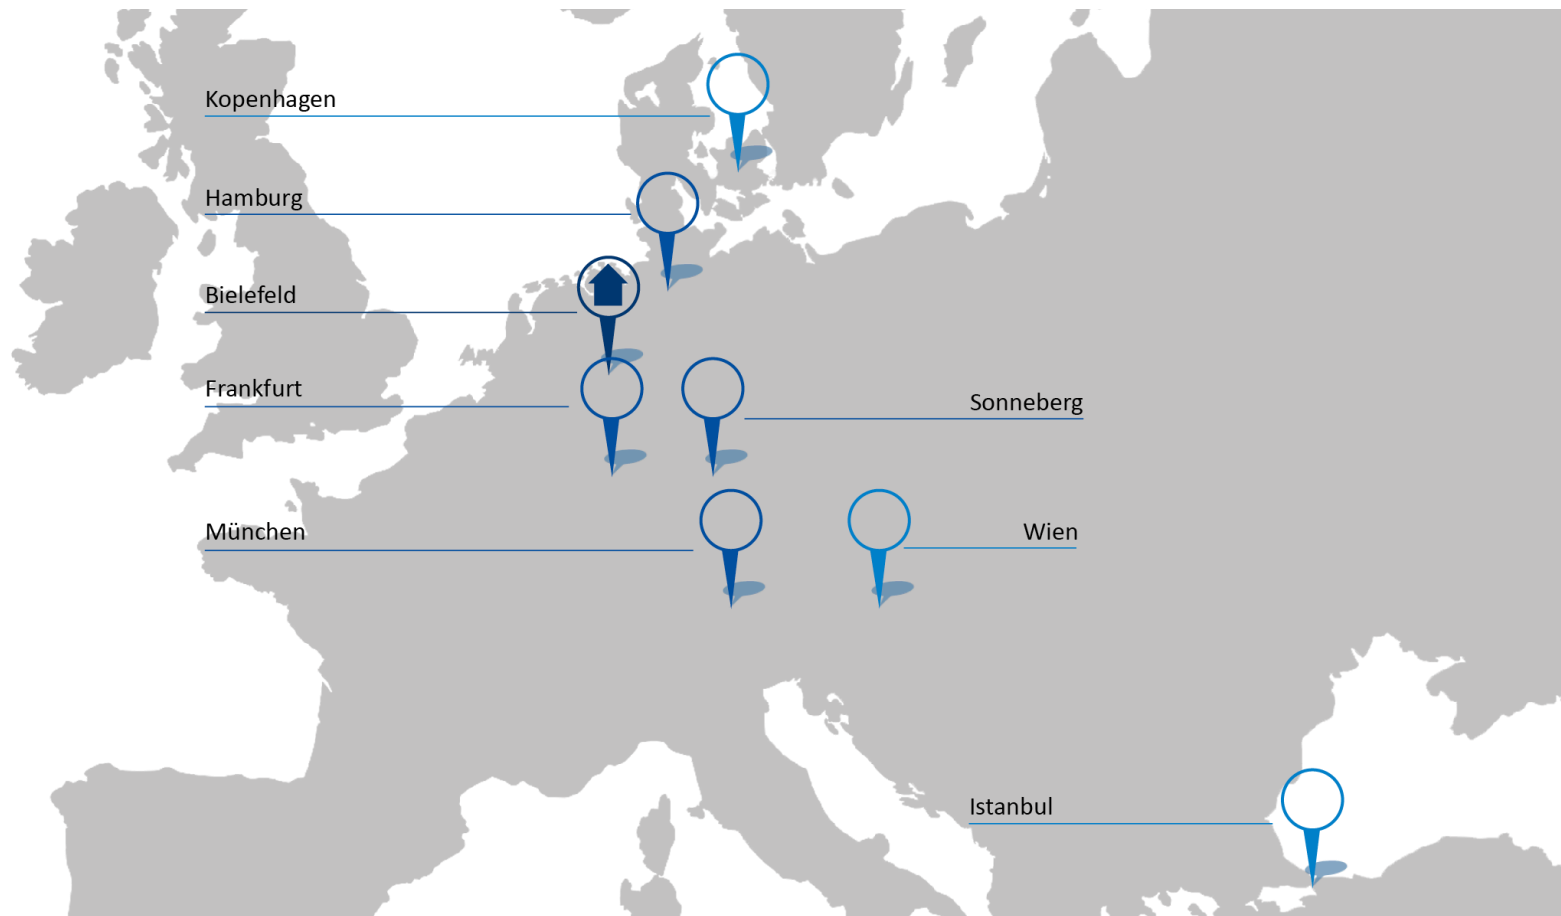 Kopenhagen
Hamburg
Bielefeld
Frankfurt
Sonneberg
München
Wien
Istanbul